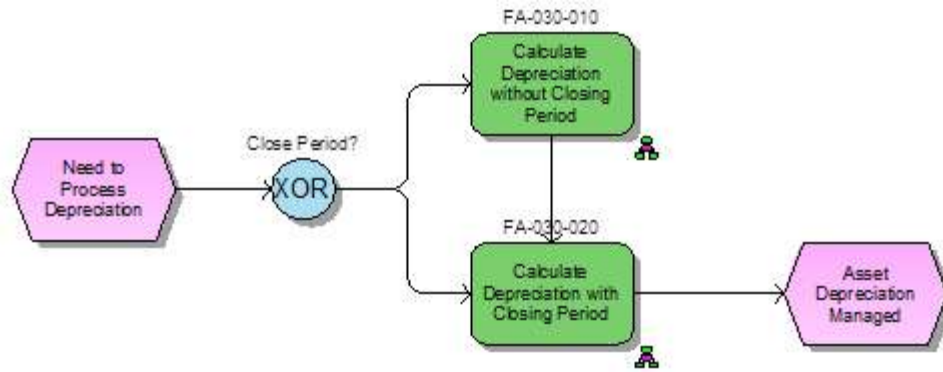 FA-030-010
Calculate
Depreciation
without Closing
Period
Close Period?
Need to
Process
Depreciation
XOR
FA-030-020
Calculate
Depreciation with
Closing Period
Asset
Depreciation
Managed